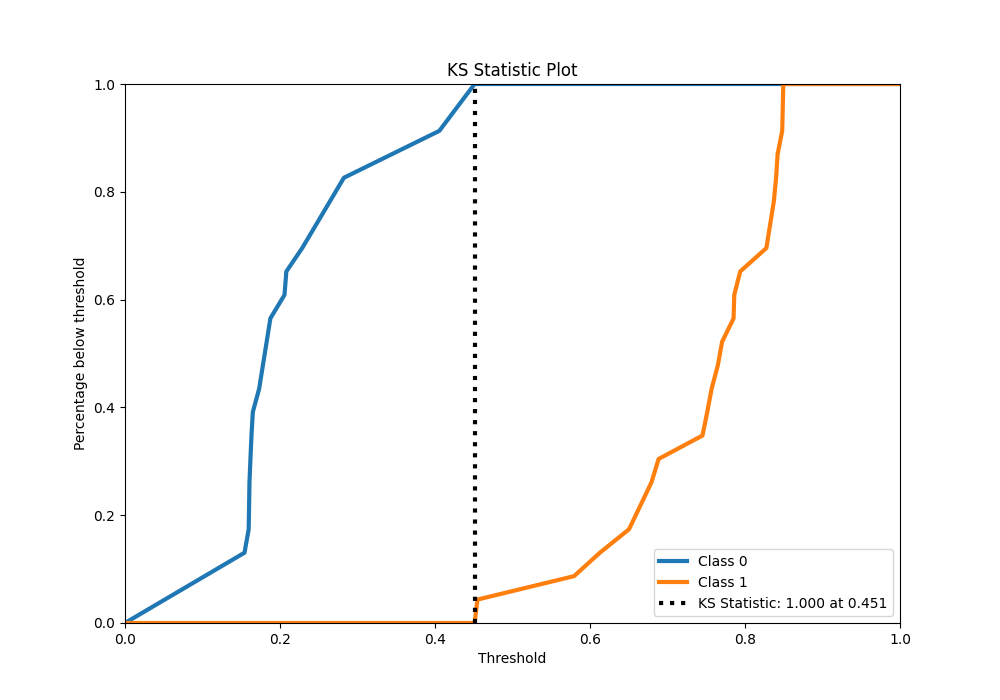 KS Statistic Plot
1.0
0.8
0.6
0.4
0.2
0.0
Percentage below threshold
0.0 0.2 0.4 0.6 0.8 1.0
Threshold
Class 0
Class 1
KS Statistic: 1.000 at 0.451